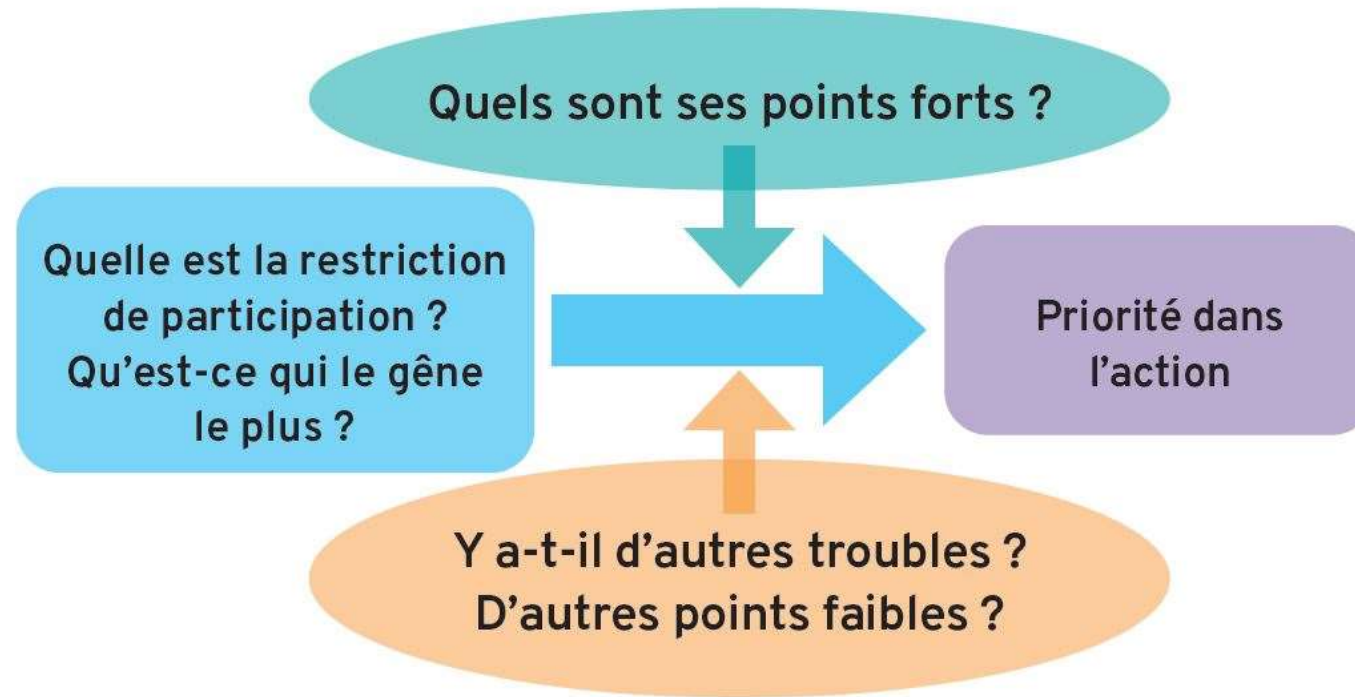 Quels sont ses points forts ?
Quelle est la restriction
de participation ?
Qu’est-ce qui le gêne
le plus ?
Priorité dans
l’action
Y a-t-il d’autres troubles ?
D’autres points faibles ?